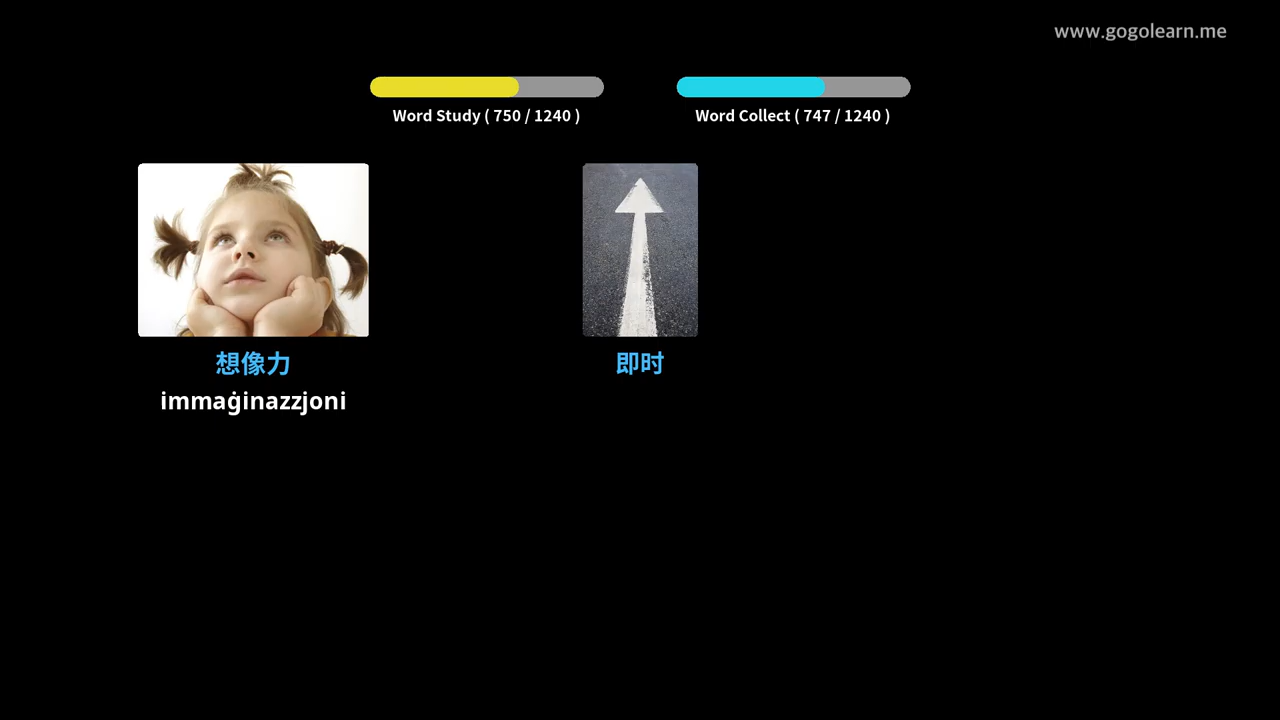 www.gogolearn.me
Word Study ( 750 / 1240 )
Word Collect ( 747 / 1240 )
想像力
immaġinazzjoni
即时